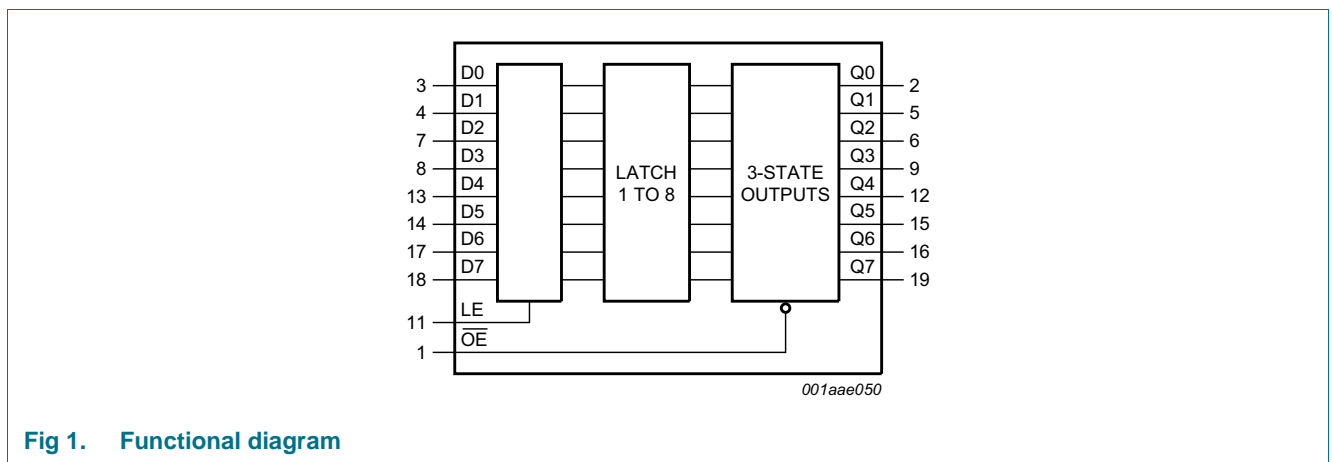 3 D0 Q0 2
4 D1 Q1 5
7 D2 Q2 6
8 D3 Q3 9
LATCH 1 TO 8
3-STATE OUTPUTS
13 D4 Q4 12
14 D5 Q5 15
17 D6 Q6 16
18 D7 Q7 19
11 LE
1 O̅E̅
001aae050
Fig 1. Functional diagram